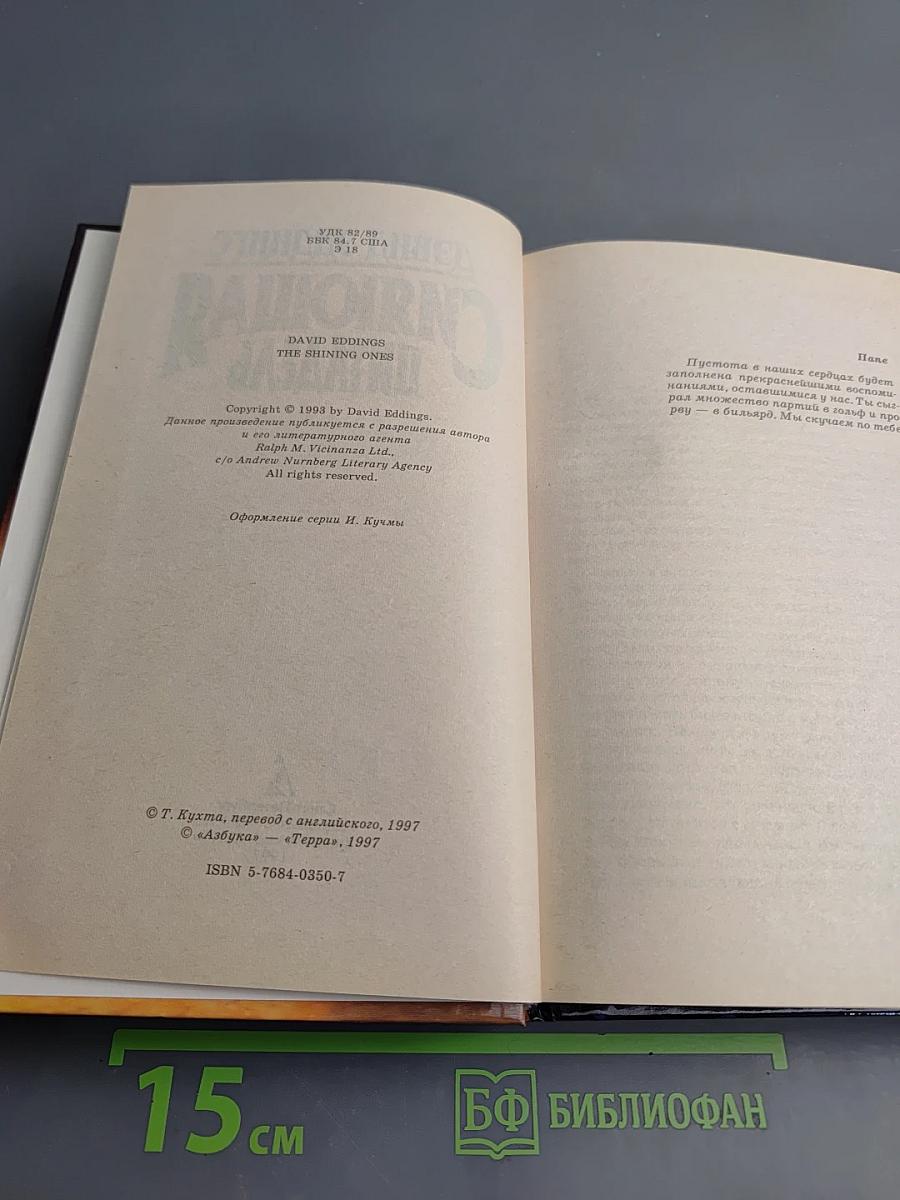 УДК 82/89
ББК 84.7 США
Э 18
DAVID EDDINGS
THE SHINING ONES
Copyright © 1993 by David Eddings.
Данное произведение публикуется с разрешения автора
и его литературного агента
Ralph M. Vicinanza Ltd.,
c/o Andrew Nurnberg Literary Agency
All rights reserved.
Оформление серии И. Кучмы
© Т. Кухта, перевод с английского, 1997
© «Азбука» — «Терра», 1997
ISBN 5-7684-0350-7
Папе
Пустота в наших сердцах будет
заполнена прекраснейшими воспоми-
наниями, оставшимися у нас. Ты сыг-
рал множество партий в гольф и про
рву — в бильярд. Мы скучаем по тебе
15 см
БФ БИБЛИОФАН